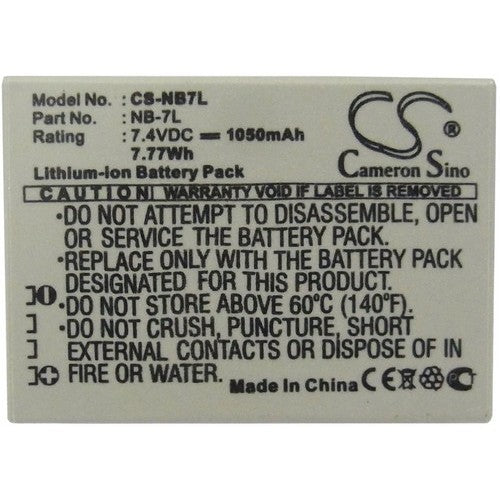 Model No. : CS-NB7L
Part No. : NB-7L
Rating : 7.4VDC ⎓ 1050mAh
7.77Wh
Lithium-ion Battery Pack
CS
Cameron Sino
WARRANTY VOID IF LABEL IS REMOVED
•DO NOT ATTEMPT TO DISASSEMBLE, OPEN
OR SERVICE THE BATTERY PACK.
•REPLACE ONLY WITH THE BATTERY
DESIGNATED FOR THIS EQUIPMENT.
•DO NOT STORE ABOVE 60°C (140°F).
•DO NOT CRUSH, PUNCTURE, SHORT
EXTERNAL CONTACTS OR DISPOSE OF IN
FIRE OR WATER.
Made In China CE